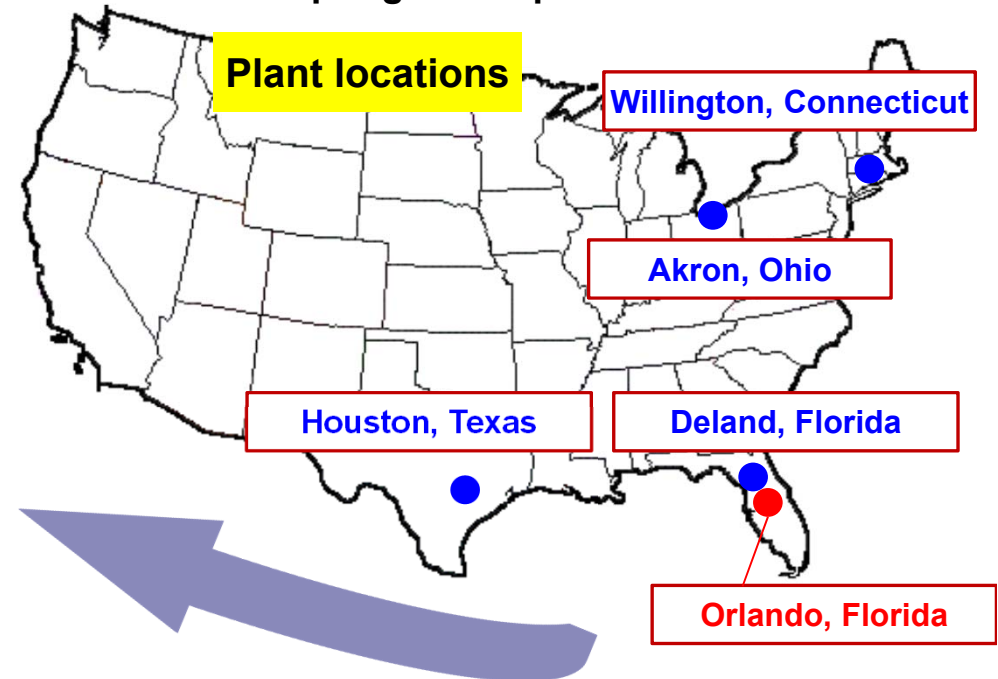 Plant locations
Willington, Connecticut
Akron, Ohio
Houston, Texas
Deland, Florida
Orlando, Florida